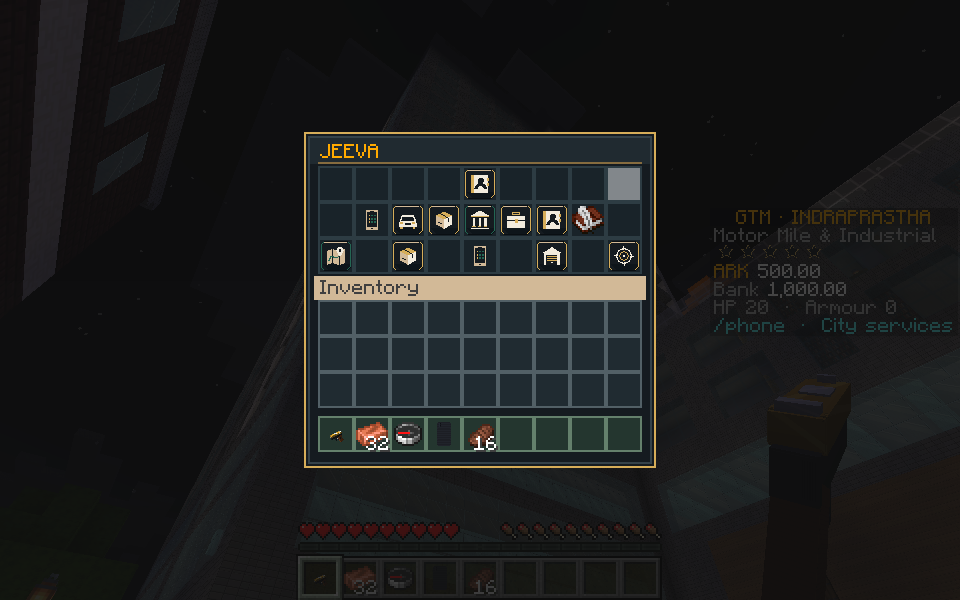 JEEVA
GTM · INDRAPRASTHA
Motor Mile & Industrial
☆ ☆ ☆ ☆ ☆
ARK 500.00
Bank 1,000.00
HP 20 · Armour 0
/phone · City services
Inventory
32
16
32
16